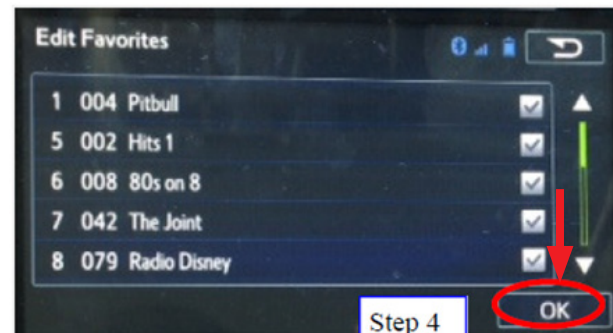 Edit Favorites
1 004 Pitbull
5 002 Hits 1
6 008 80s on 8
7 042 The Joint
8 079 Radio Disney
Step 4
OK